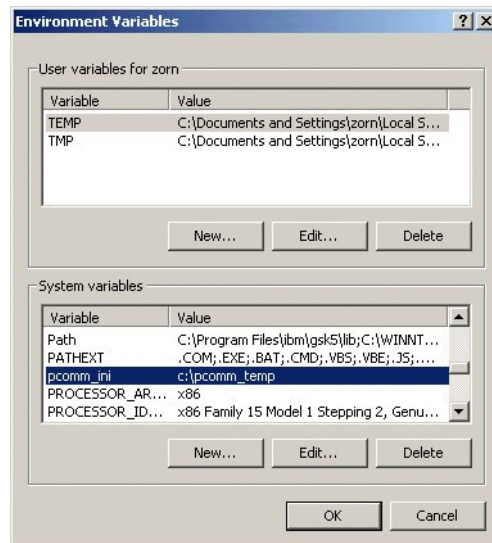 Environment Variables
User variables for zorn
Variable Value
TEMP C:\Documents and Settings\zorn\Local S...
TMP C:\Documents and Settings\zorn\Local S...
New... Edit... Delete
System variables
Variable Value
Path C:\Program Files\ibm\gsk5\lib;C:\WINNT...
PATHEXT .COM;.EXE;.BAT;.CMD;.VBS;.VBE;.JS;....
pcomm_ini c:\pcomm_temp
PROCESSOR_AR... x86
PROCESSOR_ID... x86 Family 15 Model 1 Stepping 2, Genu...
New... Edit... Delete
OK Cancel